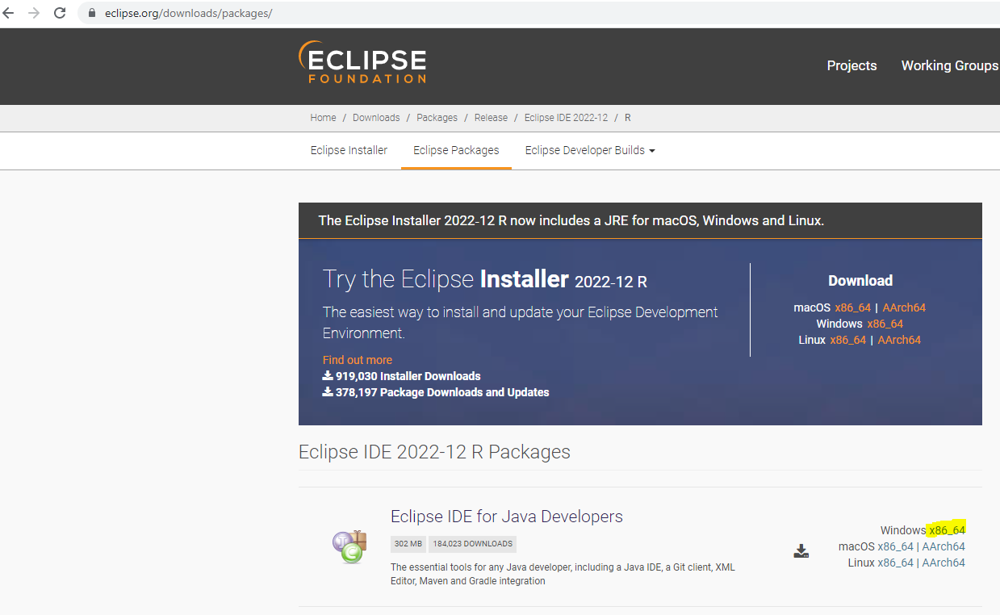 eclipse.org/downloads/packages/
ECLIPSE
FOUNDATION
Projects Working Groups
Home / Downloads / Packages / Release / Eclipse IDE 2022-12 / R
Eclipse Installer Eclipse Packages Eclipse Developer Builds
The Eclipse Installer 2022-12 R now includes a JRE for macOS, Windows and Linux.
Try the Eclipse Installer 2022-12 R
The easiest way to install and update your Eclipse Development
Environment.
Find out more
919,030 Installer Downloads
378,197 Package Downloads and Updates
Download
macOS x86_64 | AArch64
Windows x86_64
Linux x86_64 | AArch64
Eclipse IDE 2022-12 R Packages
Eclipse IDE for Java Developers
302 MB 184,023 DOWNLOADS
The essential tools for any Java developer, including a Java IDE, a Git client, XML
Editor, Maven and Gradle integration
Windows x86_64
macOS x86_64 | AArch64
Linux x86_64 | AArch64